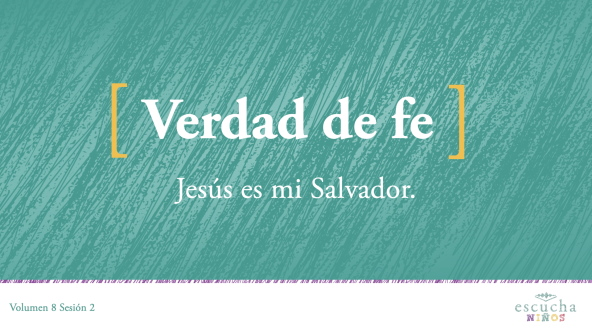 [ Verdad de fe ]
Jesús es mi Salvador.
Volumen 8 Sesión 2
escucha
NIÑOS